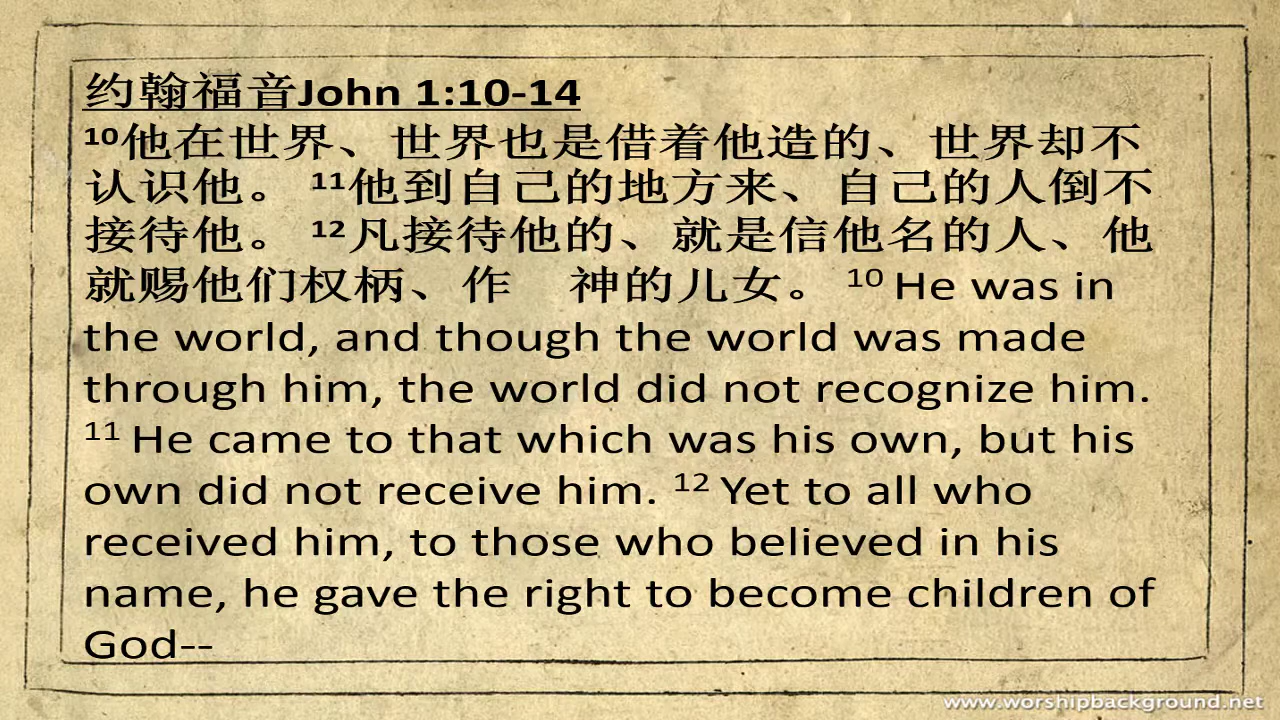 约翰福音John 1:10-14
10他在世界、世界也是借着他造的、世界却不
认识他。 11他到自己的地方来、自己的人倒不
接待他。 12凡接待他的、就是信他名的人、他
就赐他们权柄、作　神的儿女。 10 He was in
the world, and though the world was made
through him, the world did not recognize him.
11 He came to that which was his own, but his
own did not receive him. 12 Yet to all who
received him, to those who believed in his
name, he gave the right to become children of
God--
www.worshipbackground.net